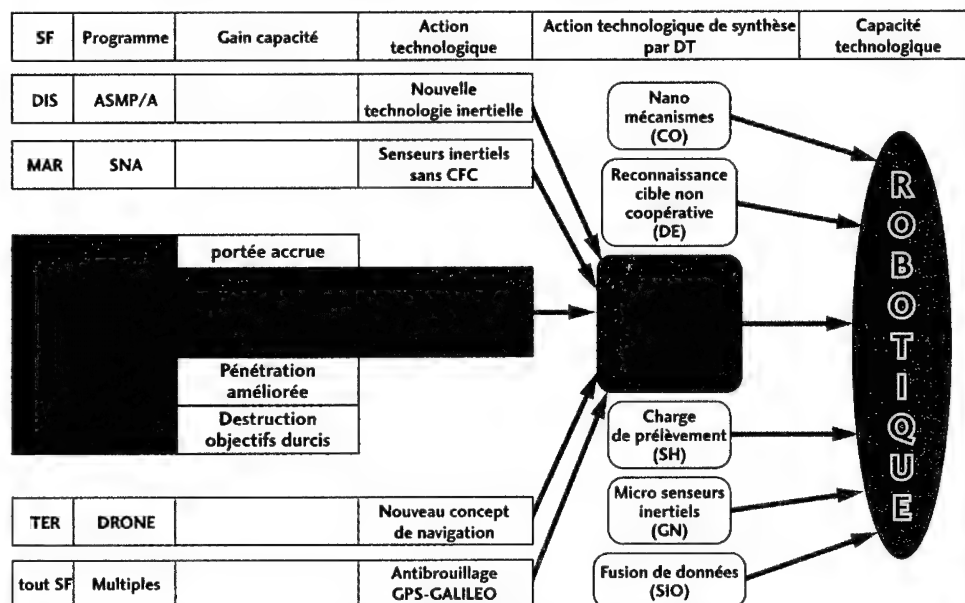 SF
Programme
Gain capacité
Action
technologique
Action technologique de synthèse
par DT
Capacité
technologique
DIS
ASMP/A
Nouvelle
technologie inertielle
MAR
SNA
Senseurs inertiels
sans CFC
portée accrue
Pénétration
améliorée
Destruction
objectifs durcis
TER
DRONE
Nouveau concept
de navigation
tout SF
Multiples
Antibrouillage
GPS-GALILEO
Nano
mécanismes
(CO)
Reconnaissance
cible non
coopérative
(DE)
Charge
de prélèvement
(SH)
Micro senseurs
inertiels
(GN)
Fusion de données
(SIO)
ROBOTIQUE